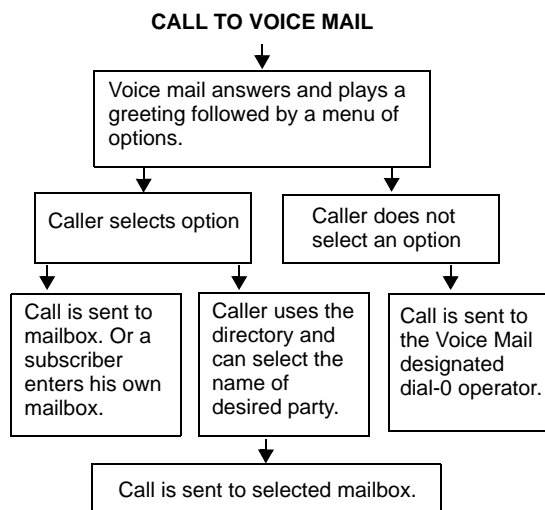 CALL TO VOICE MAIL
Voice mail answers and plays a
greeting followed by a menu of
options.
Caller selects option
Caller does not
select an option
Call is sent to
mailbox. Or a
subscriber
enters his own
mailbox.
Caller uses the
directory and
can select the
name of
desired party.
Call is sent to
the Voice Mail
designated
dial-0 operator.
Call is sent to selected mailbox.